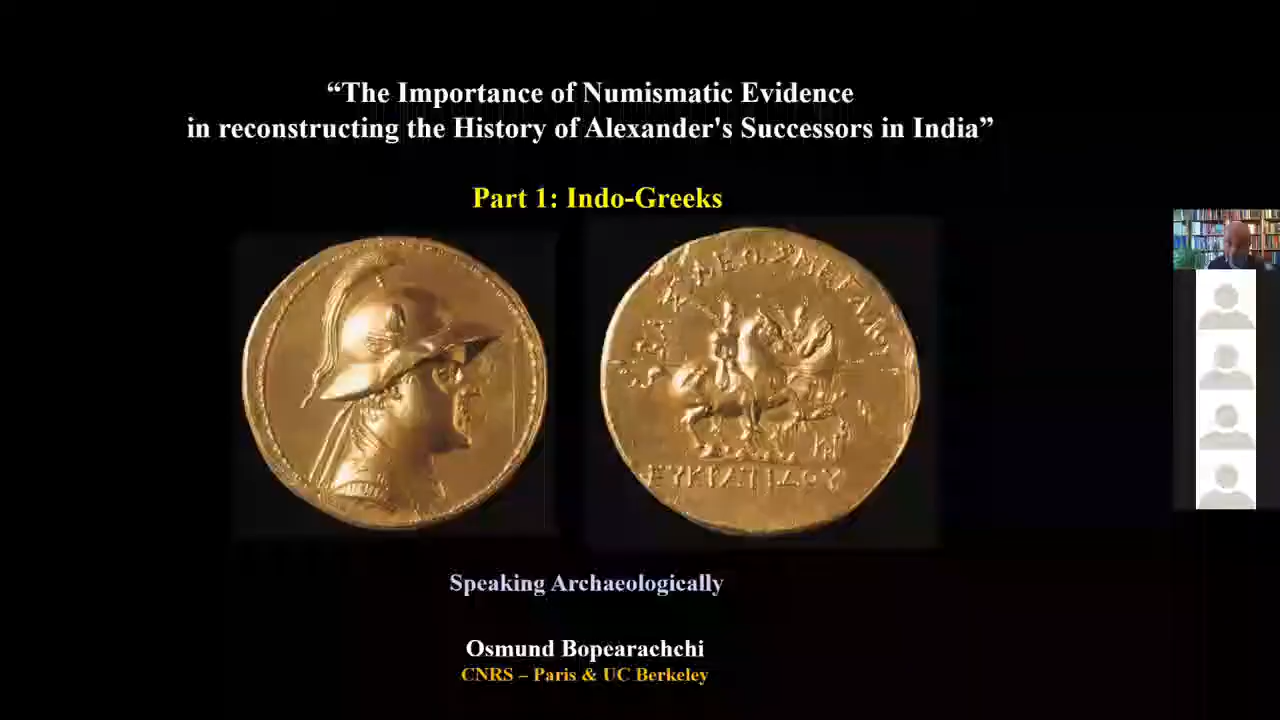 “The Importance of Numismatic Evidence
in reconstructing the History of Alexander's Successors in India”
Part 1: Indo-Greeks
ΕΥΚΡΑΤΙΔΟΥ
Speaking Archaeologically
Osmund Bopearachchi
CNRS – Paris & UC Berkeley